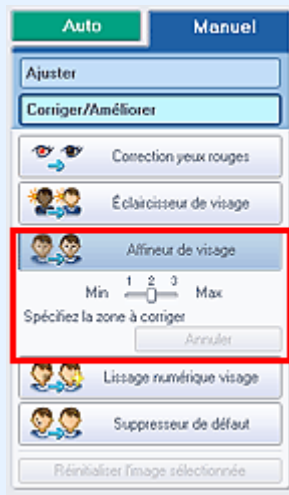 Auto Manuel
Ajuster
Corriger/Améliorer
Correction yeux rouges
Éclaircisseur de visage
Affineur de visage
1 2 3
Min Max
Spécifiez la zone à corriger
Annuler
Lissage numérique visage
Suppresseur de défaut
Réinitialiser l'image sélectionnée